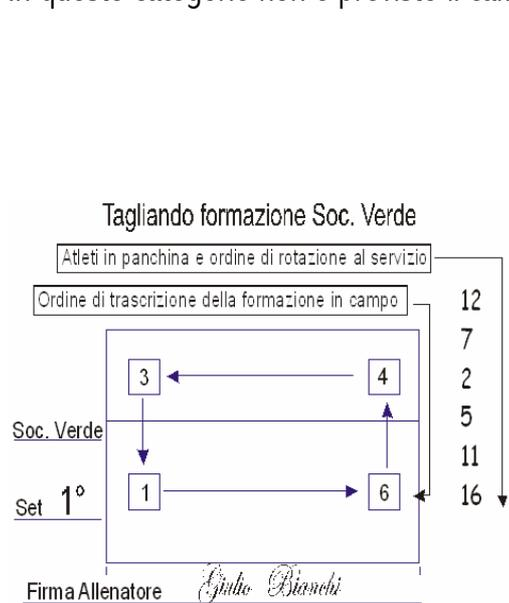 Tagliando formazione Soc. Verde
Atleti in panchina e ordine di rotazione al servizio
Ordine di trascrizione della formazione in campo
12
7
3 4 2
Soc. Verde 5
11
Set 1° 1 6 16
Firma Allenatore Giulio Bianchi